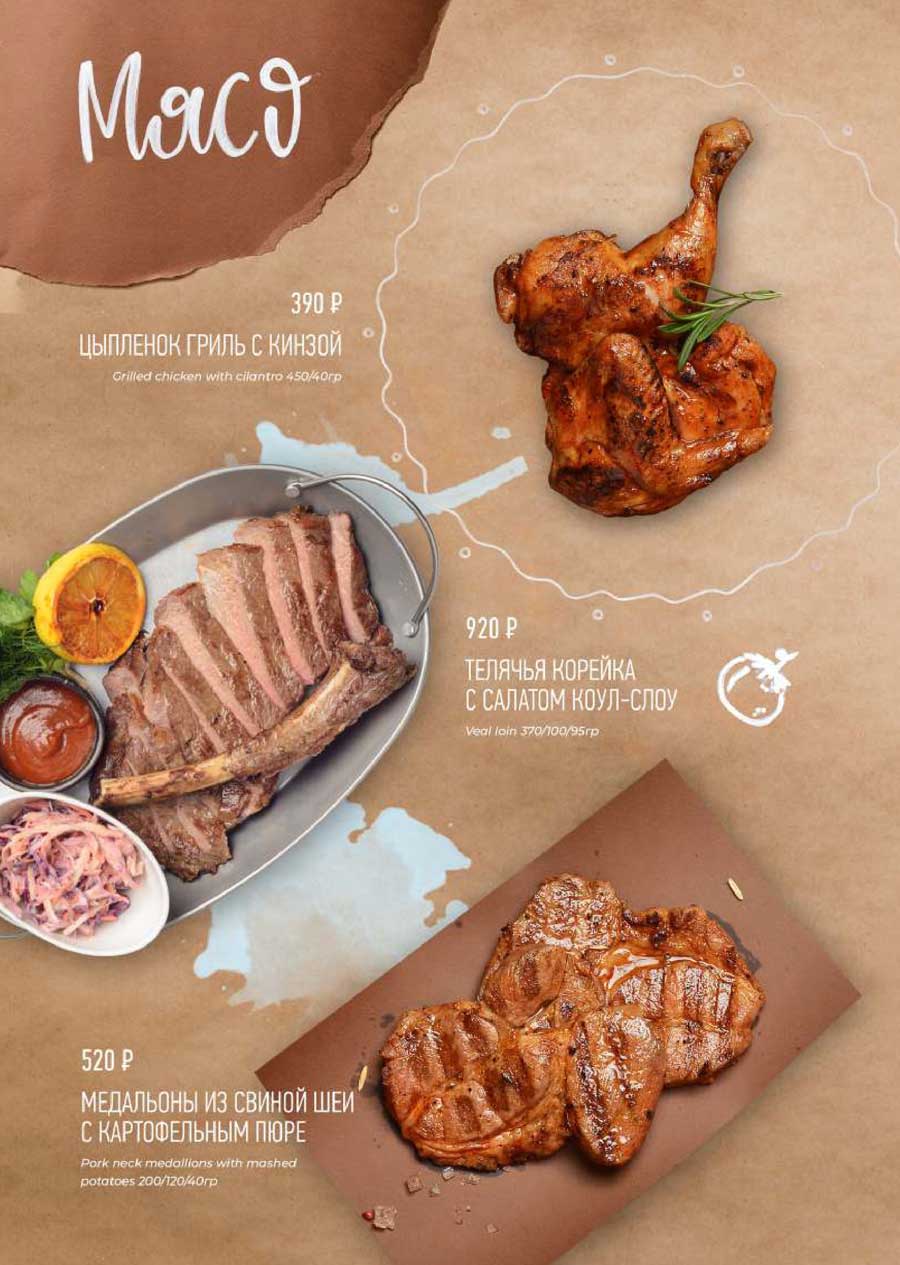 Мясо
390 ₽
ЦЫПЛЕНОК ГРИЛЬ С КИНЗОЙ
Grilled chicken with cilantro 450/40гр
920 ₽
ТЕЛЯЧЬЯ КОРЕЙКА
С САЛАТОМ КОУЛ-СЛОУ
Veal loin 370/100/95гр
520 ₽
МЕДАЛЬОНЫ ИЗ СВИНОЙ ШЕИ
С КАРТОФЕЛЬНЫМ ПЮРЕ
Pork neck medallions with mashed
potatoes 200/120/40гр